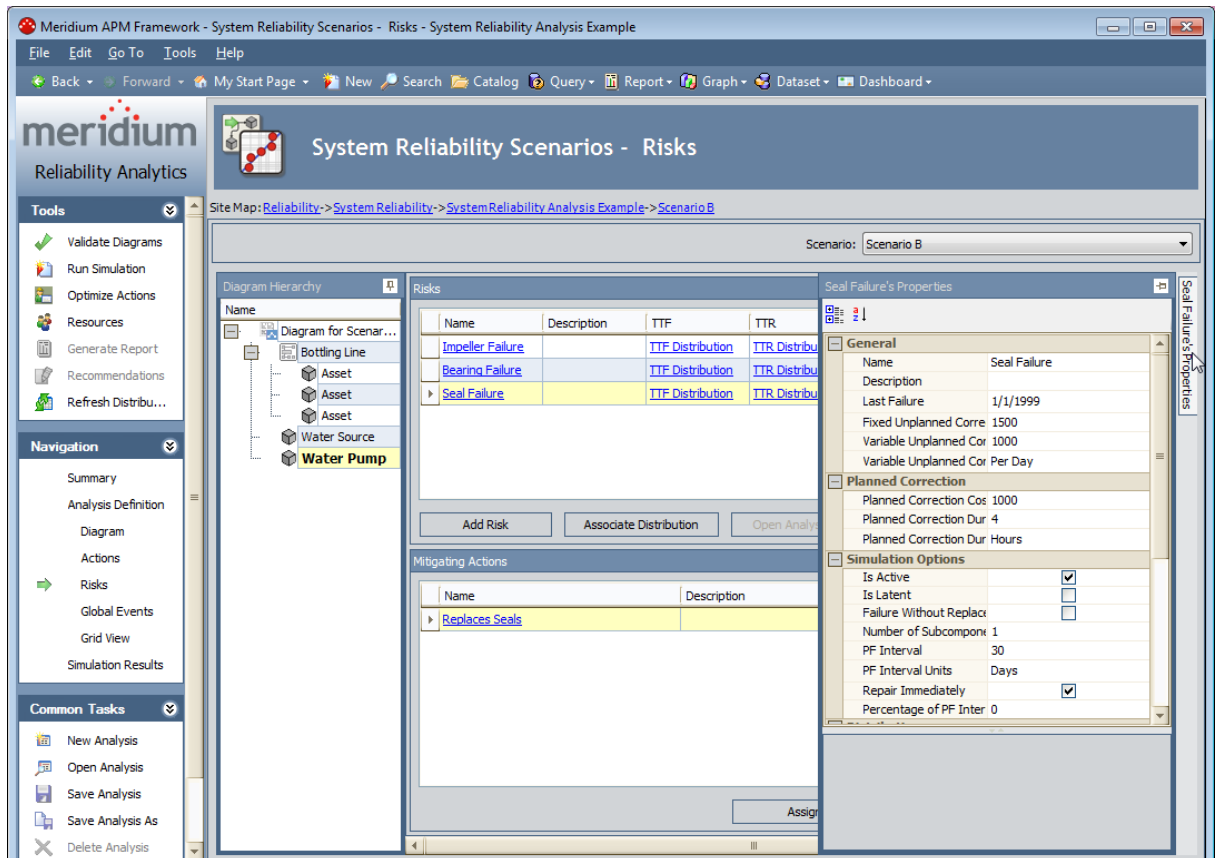 Meridium APM Framework - System Reliability Scenarios - Risks - System Reliability Analysis Example
File Edit Go To Tools Help
Back Forward My Start Page New Search Catalog Query Report Graph Dataset Dashboard
meridium
Reliability Analytics
System Reliability Scenarios - Risks
Site Map: Reliability->System Reliability->System Reliability Analysis Example->Scenario B
Scenario: Scenario B
Tools
Validate Diagrams
Run Simulation
Optimize Actions
Resources
Generate Report
Recommendations
Refresh Distribu...
Navigation
Summary
Analysis Definition
Diagram
Actions
Risks
Global Events
Grid View
Simulation Results
Common Tasks
New Analysis
Open Analysis
Save Analysis
Save Analysis As
Delete Analysis
Diagram Hierarchy
Name
Diagram for Scenar...
Bottling Line
Asset
Asset
Asset
Water Source
Water Pump
Risks
Name Description TTF TTR
Impeller Failure TTF Distribution TTR Distribu
Bearing Failure TTF Distribution TTR Distribu
Seal Failure TTF Distribution TTR Distribu
Add Risk Associate Distribution Open Analys
Mitigating Actions
Name Description
Replaces Seals
Assign
Seal Failure's Properties
General
Name Seal Failure
Description
Last Failure 1/1/1999
Fixed Unplanned Corre 1500
Variable Unplanned Cor 1000
Variable Unplanned Cor Per Day
Planned Correction
Planned Correction Cos 1000
Planned Correction Dur 4
Planned Correction Dur Hours
Simulation Options
Is Active
Is Latent
Failure Without Replace
Number of Subcompone 1
PF Interval 30
PF Interval Units Days
Repair Immediately
Percentage of PF Inter 0
Seal Failure's Properties